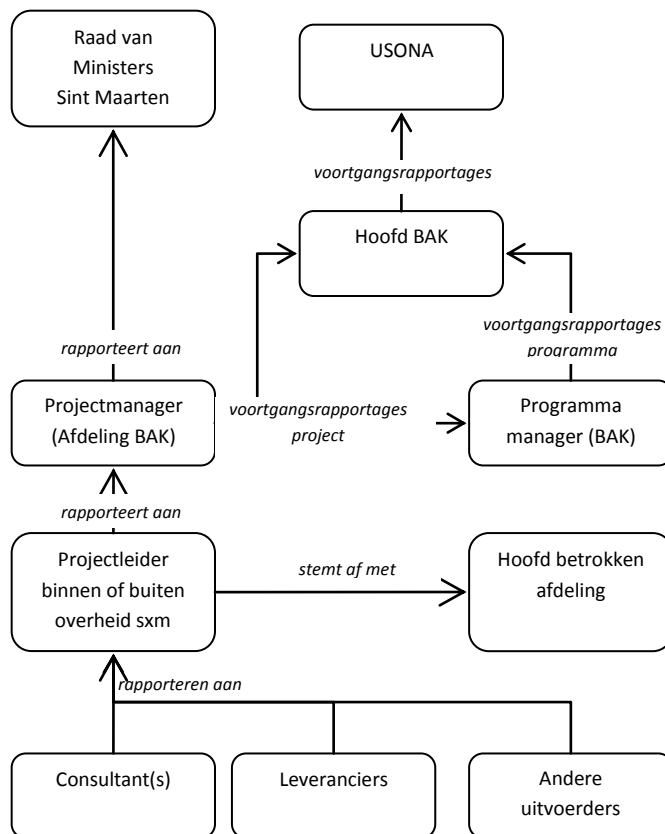 Raad van
Ministers
Sint Maarten
USONA
voortgangsrapportages
Hoofd BAK
rapporteert aan
voortgangsrapportages
programma
Projectmanager
(Afdeling BAK)
voortgangsrapportages
project
Programma
manager (BAK)
rapporteert aan
Projectleider
binnen of buiten
overheid sxm
stemt af met
Hoofd betrokken
afdeling
rapporteren aan
Consultant(s)
Leveranciers
Andere
uitvoerders